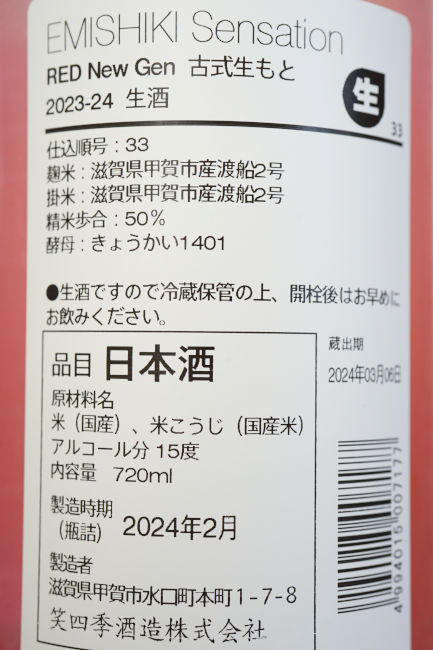 EMISHIKI Sensation
RED New Gen 古式生もと
2023-24 生酒
生
33
仕込順号：33
麹米：滋賀県甲賀市産渡船2号
掛米：滋賀県甲賀市産渡船2号
精米歩合：50％
酵母：きょうかい1401
●生酒ですので冷蔵保管の上、開栓後はお早めに
お飲みください。
品目 日本酒
原材料名
米（国産）、米こうじ（国産米）
アルコール分 15度
内容量 720ml
製造時期
（瓶詰） 2024年2月
製造者
滋賀県甲賀市水口町本町1-7-8
笑四季酒造株式会社
蔵出期
2024年03月06日
4994015007177